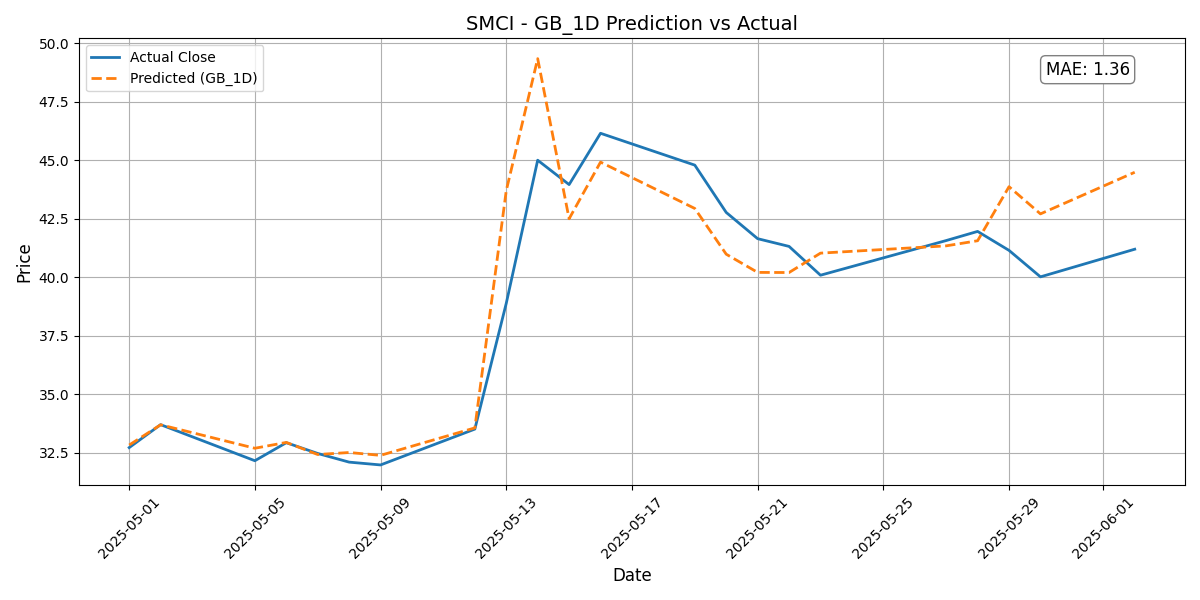 SMCI - GB_1D Prediction vs Actual
Actual Close
Predicted (GB_1D)
MAE: 1.36
Price
50.0
47.5
45.0
42.5
40.0
37.5
35.0
32.5
2025-05-01
2025-05-05
2025-05-09
2025-05-13
2025-05-17
2025-05-21
2025-05-25
2025-05-29
2025-06-01
Date